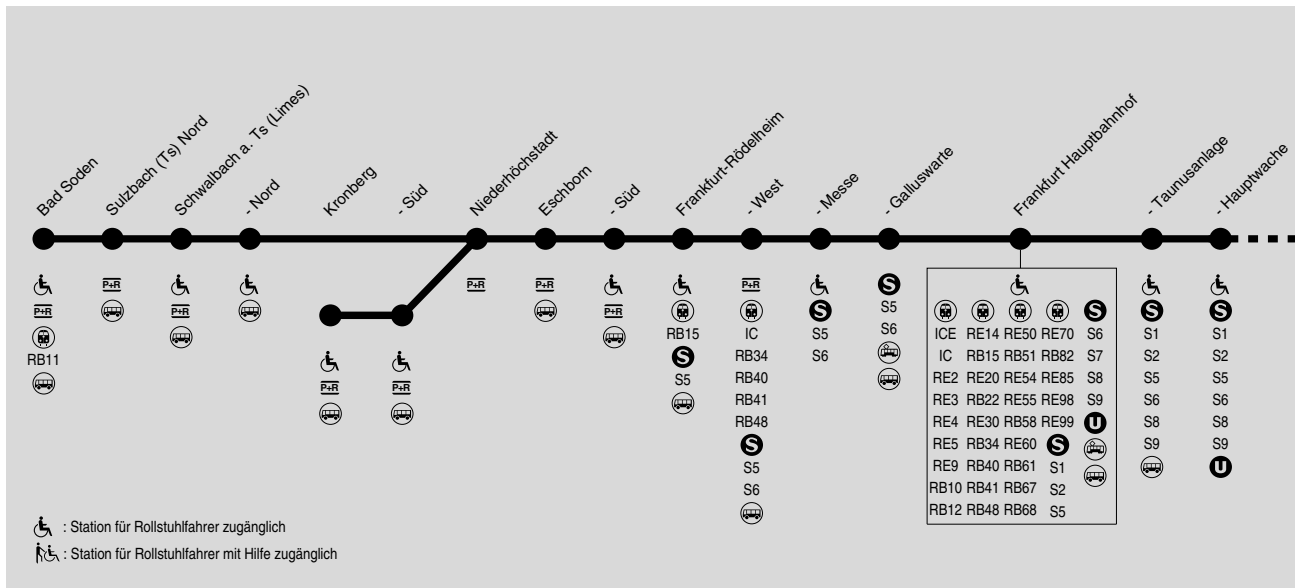 Bad Soden
Sulzbach (Ts) Nord
Schwalbach a. Ts (Limes)
- Nord
Kronberg
- Süd
Niederhöchstadt
Eschborn
- Süd
Frankfurt-Rödelheim
- West
- Messe
- Galluswarte
Frankfurt Hauptbahnhof
- Taunusanlage
- Hauptwache
P+R
RB11
P+R
P+R
P+R
P+R
P+R
P+R
P+R
RB15
S
S5
P+R
IC
RB34
RB40
RB41
RB48
S
S5
S6
S
S5
S6
S
S5
S6
ICE RE14 RE50 RE70 S
IC RB15 RB51 RB82 S6
RE2 RE20 RE54 RE85 S7
RE3 RB22 RE55 RE98 S8
RE4 RE30 RB58 RE99 S9
RE5 RB34 RE60 S U
RE9 RB40 RB61 S1
RB10 RB41 RB67 S2
RB12 RB48 RB68 S5
S
S1
S2
S5
S6
S8
S9
S
S1
S2
S5
S6
S8
S9
U
: Station für Rollstuhlfahrer zugänglich
: Station für Rollstuhlfahrer mit Hilfe zugänglich